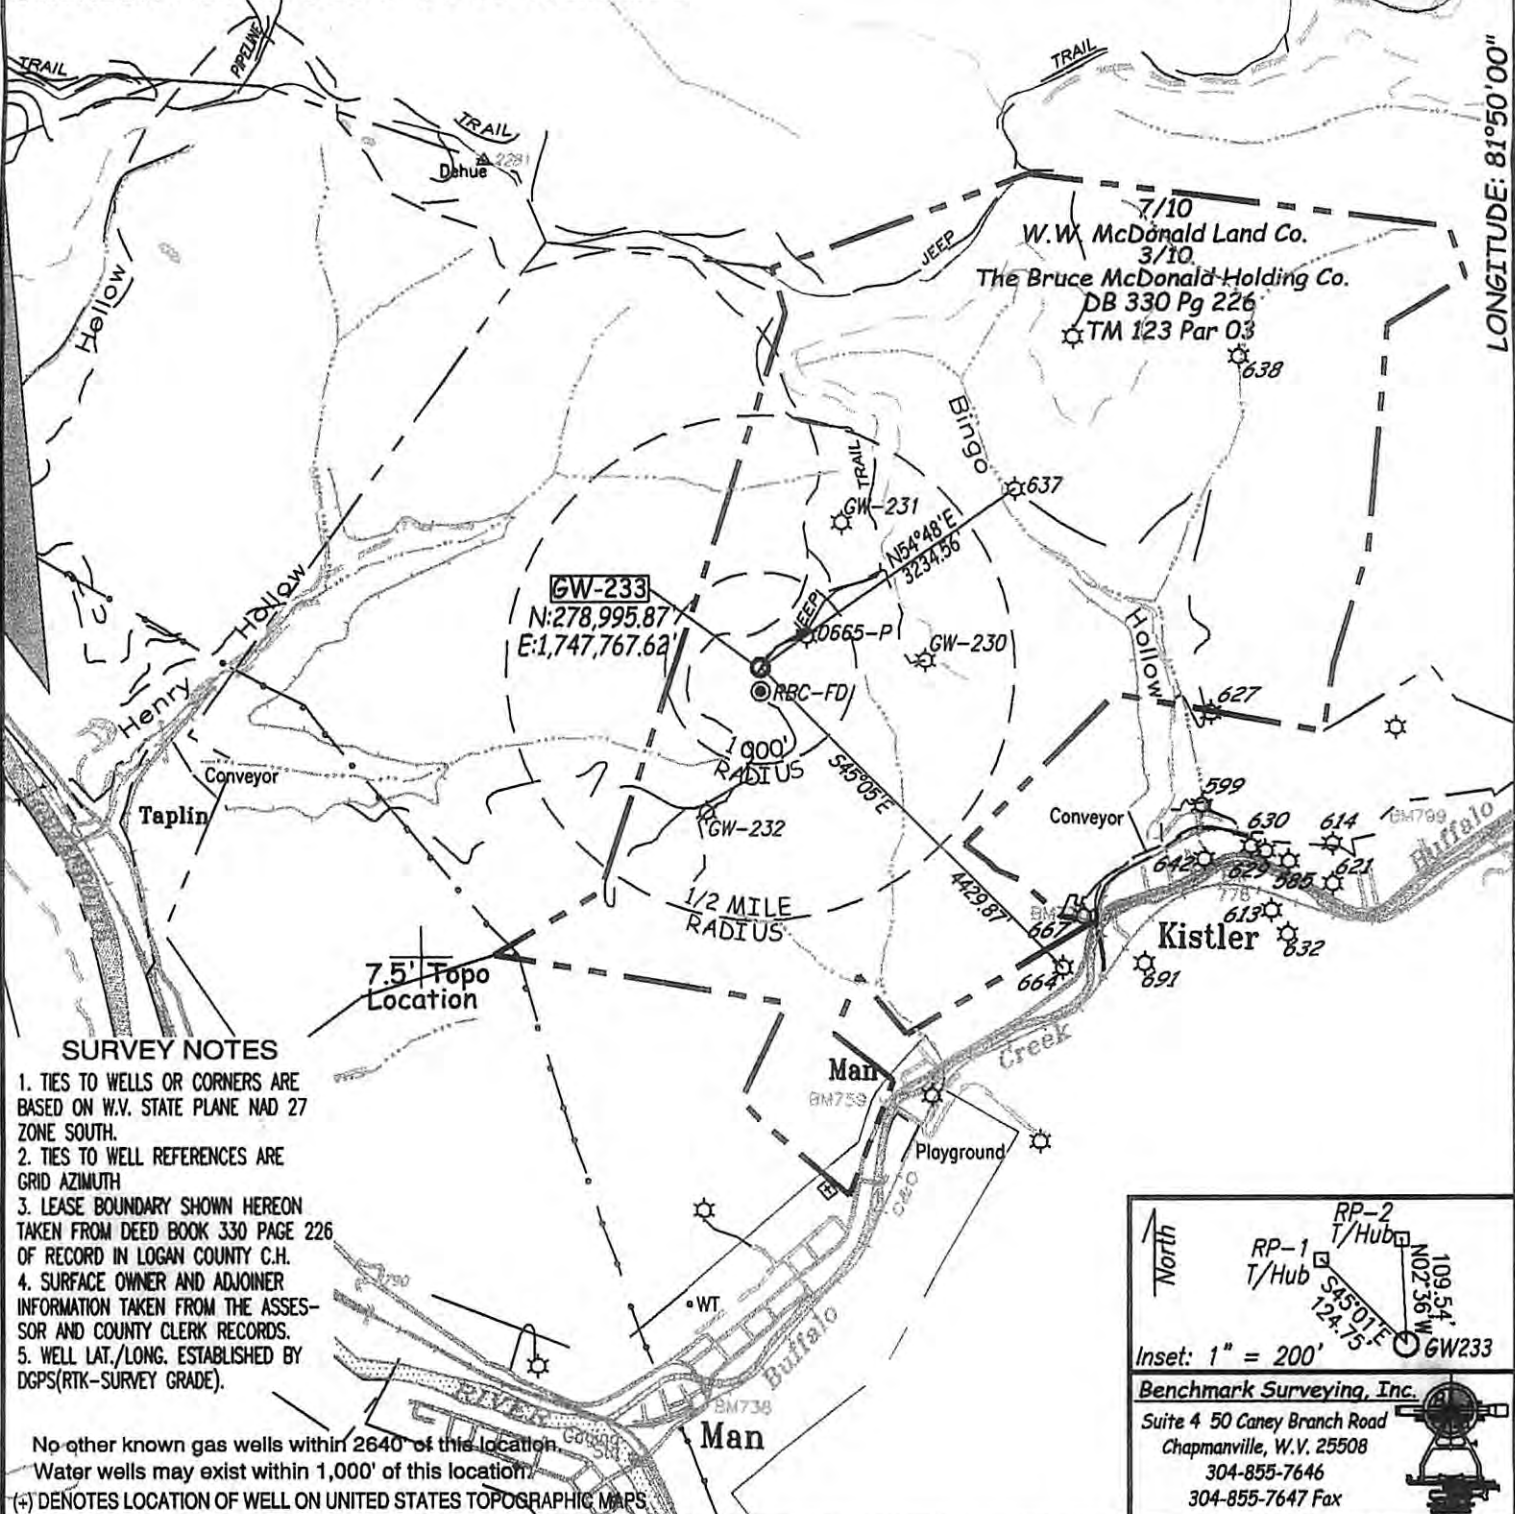 TRAIL
PIPELINE
TRAIL
TRAIL
Dehue
2281
LONGITUDE: 81°50'00"
7/10
W.W. McDonald Land Co.
3/10
The Bruce McDonald Holding Co.
DB 330 Pg 226
TM 123 Par 03
JEEP
638
Hollow
Bingo
TRAIL
637
GW-231
N54°48'E
3234.56'
GW-233
N:278,995.87'
E:1,747,767.62'
JEEP
0665-P
GW-230
RBC-FD
Hollow
Henry
Hollow
627
1000'
RADIUS
S45°05'E
4429.87'
Conveyor
Taplin
GW-232
1/2 MILE
RADIUS
Conveyor
599
630
614
BM799
Buffalo
642
629
585
621
776
613
632
Kistler
667
664
691
7.5' Topo
Location
Creek
Man
BM759
Playground
C&O
SURVEY NOTES
1. TIES TO WELLS OR CORNERS ARE
BASED ON W.V. STATE PLANE NAD 27
ZONE SOUTH.
2. TIES TO WELL REFERENCES ARE
GRID AZIMUTH
3. LEASE BOUNDARY SHOWN HEREON
TAKEN FROM DEED BOOK 330 PAGE 226
OF RECORD IN LOGAN COUNTY C.H.
4. SURFACE OWNER AND ADJOINER
INFORMATION TAKEN FROM THE ASSES-
SOR AND COUNTY CLERK RECORDS.
5. WELL LAT./LONG. ESTABLISHED BY
DGPS(RTK-SURVEY GRADE).
WT
Buffalo
RIVER
Gaging
Sta
BM738
Man
No other known gas wells within 2640' of this location.
Water wells may exist within 1,000' of this location.
(+) DENOTES LOCATION OF WELL ON UNITED STATES TOPOGRAPHIC MAPS
North
RP-2
T/Hub
RP-1
T/Hub
109.54'
N02°36'W
S45°01'E
124.75'
GW233
Inset: 1" = 200'
Benchmark Surveying, Inc.
Suite 4 50 Caney Branch Road
Chapmanville, W.V. 25508
304-855-7646
304-855-7647 Fax